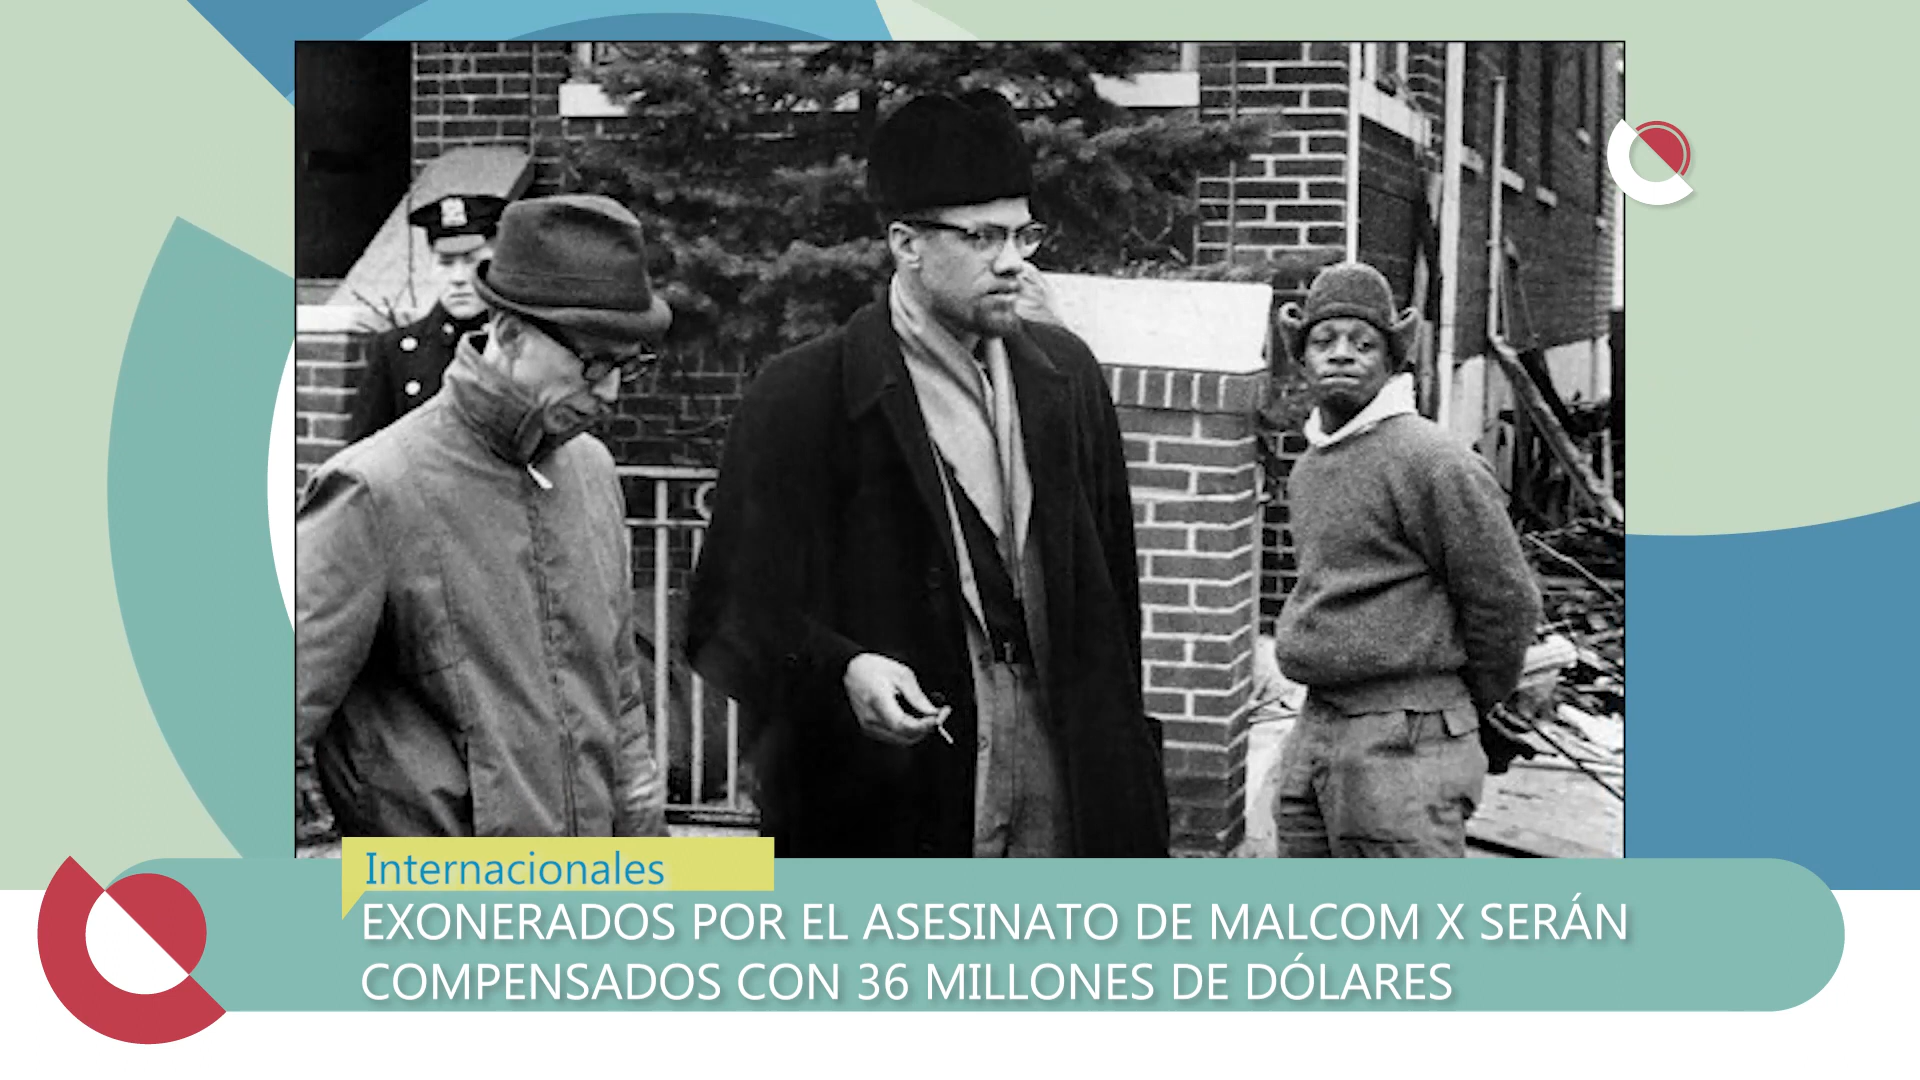 Internacionales
EXONERADOS POR EL ASESINATO DE MALCOM X SERÁN
COMPENSADOS CON 36 MILLONES DE DÓLARES